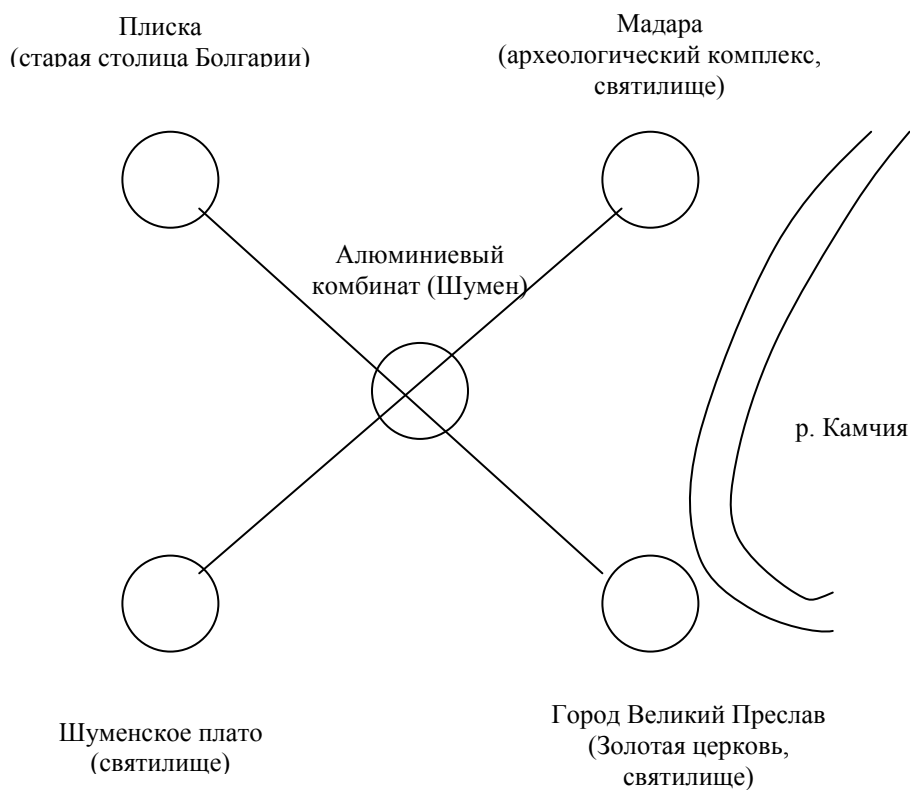 Плиска
(старая столица Болгарии)
Мадара
(археологический комплекс,
святилище)
Алюминиевый
комбинат (Шумен)
р. Камчия
Шуменское плато
(святилище)
Город Великий Преслав
(Золотая церковь,
святилище)